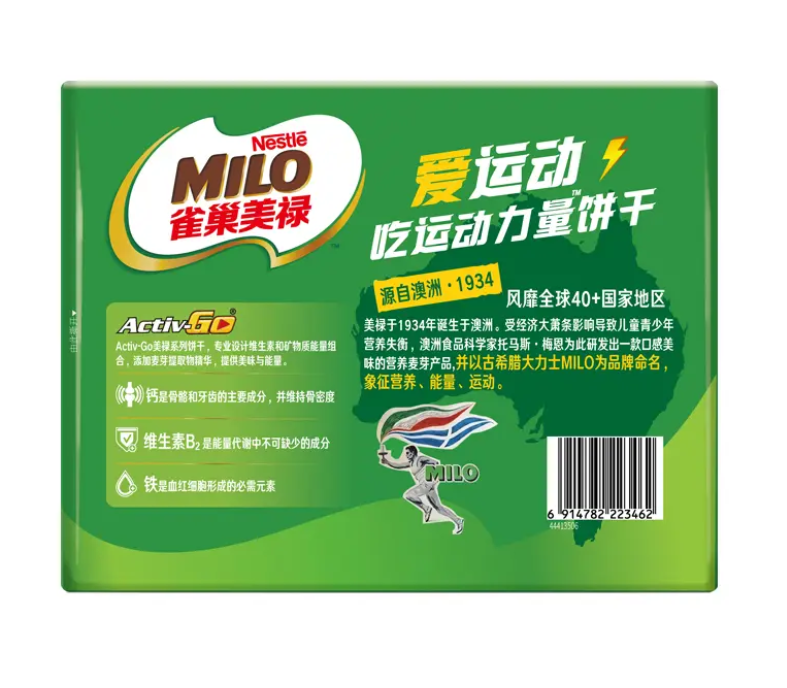 Nestlé
MILO
雀巢美禄
TM
爱运动
吃运动力量饼干
TM
源自澳洲·1934
风靡全球40+国家地区
美禄于1934年诞生于澳洲。受经济大萧条影响导致儿童青少年
营养失衡，澳洲食品科学家托马斯·梅恩为此研发出一款口感美
味的营养麦芽产品,并以古希腊大力士MILO为品牌命名，
象征营养、能量、运动。
Activ-GO®
Activ-Go美禄系列饼干，专业设计维生素和矿物质能量组
合，添加麦芽提取物精华，提供美味与能量。
钙是骨骼和牙齿的主要成分，并维持骨密度
维生素B₂是能量代谢中不可缺少的成分
铁是血红细胞形成的必需元素
MILO
6 914782 223462
44413506